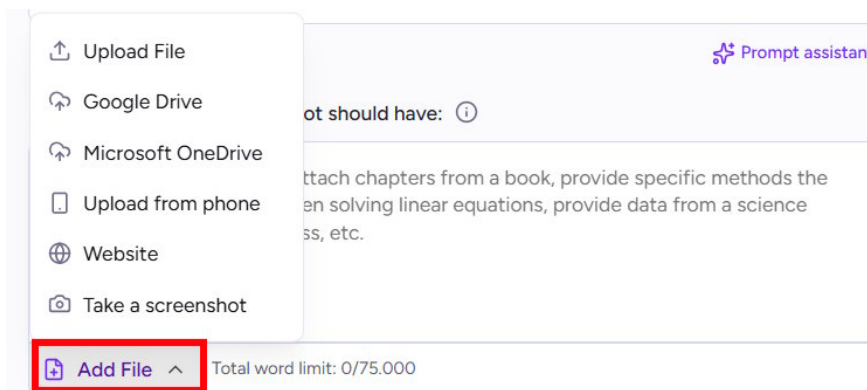 Upload File
Prompt assistan
Google Drive
ot should have:
Microsoft OneDrive
ttach chapters from a book, provide specific methods the
Upload from phone
en solving linear equations, provide data from a science
ss, etc.
Website
Take a screenshot
Add File
Total word limit: 0/75.000